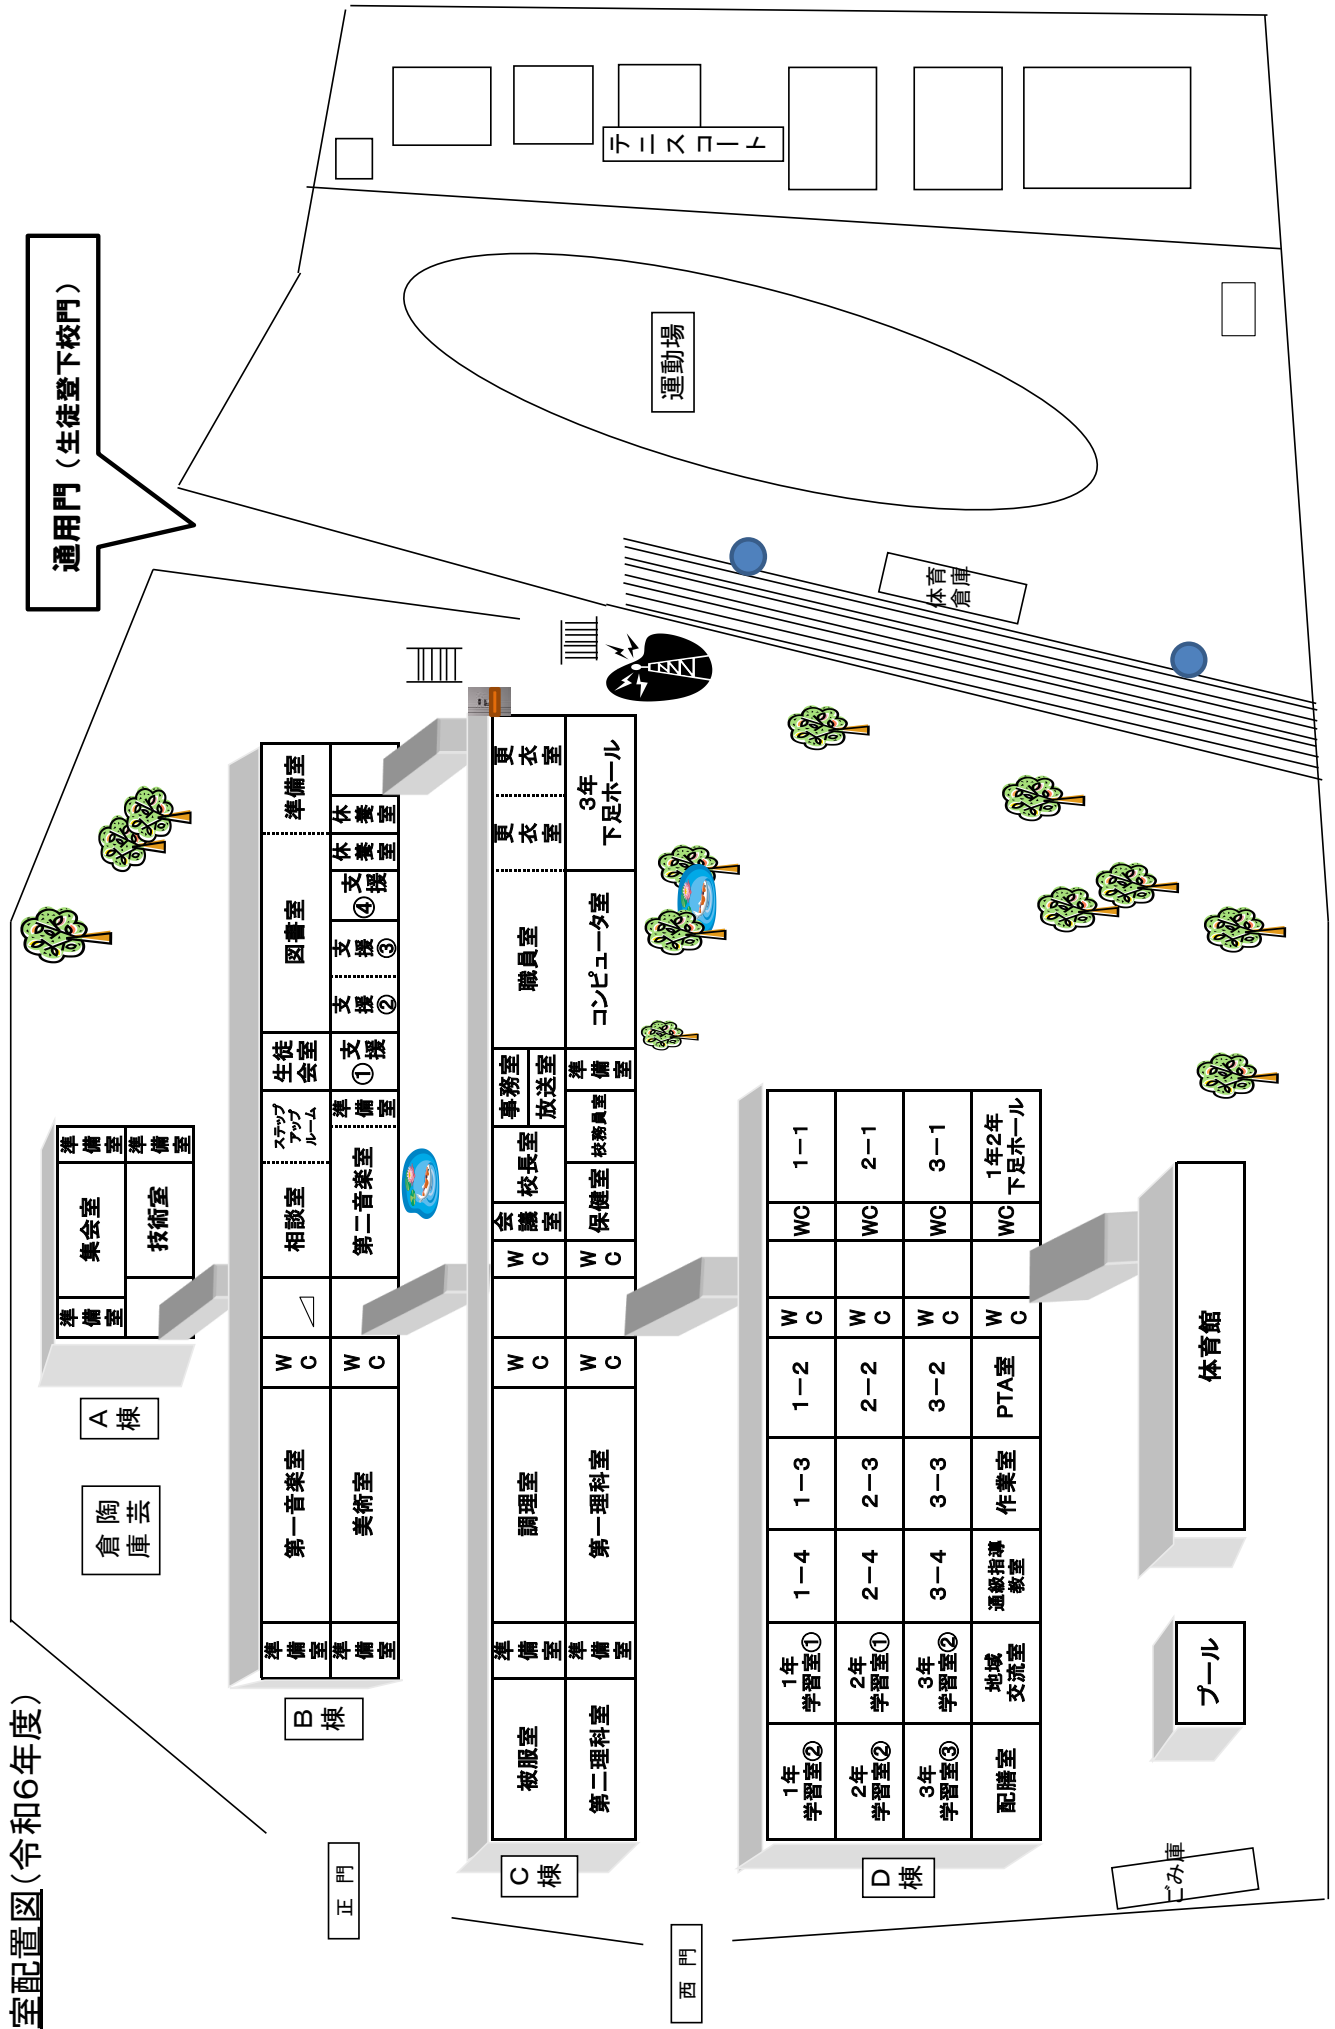 室配置図（令和6年度）
通用門（生徒登下校門）
テニスコート
運動場
体育
倉庫
正門
西門
A
棟
陶芸
倉庫
準備室
集会室
準備室
技術室
準備室
B
棟
準備室
第一音楽室
WC
相談室
ステップ
アップ
ルーム
生徒
会室
図書室
準備室
準備室
美術室
WC
第二音楽室
準備室
支援
①
支援②
支援③
支援
④
休養室
休養室
C
棟
被服室
準備室
調理室
WC
WC
会議室
校長室
事務室
放送室
職員室
更衣室
更衣室
第二理科室
準備室
第一理科室
WC
WC
保健室
校務員室
準備室
コンピュータ室
3年
下足ホール
D
棟
1年
学習室②
1年
学習室①
1－4
1－3
1－2
WC
WC
1－1
2年
学習室②
2年
学習室①
2－4
2－3
2－2
WC
WC
2－1
3年
学習室③
3年
学習室②
3－4
3－3
3－2
WC
WC
3－1
配膳室
地域
交流室
通級指導
教室
作業室
PTA室
WC
WC
1年2年
下足ホール
プール
体育館
ごみ庫